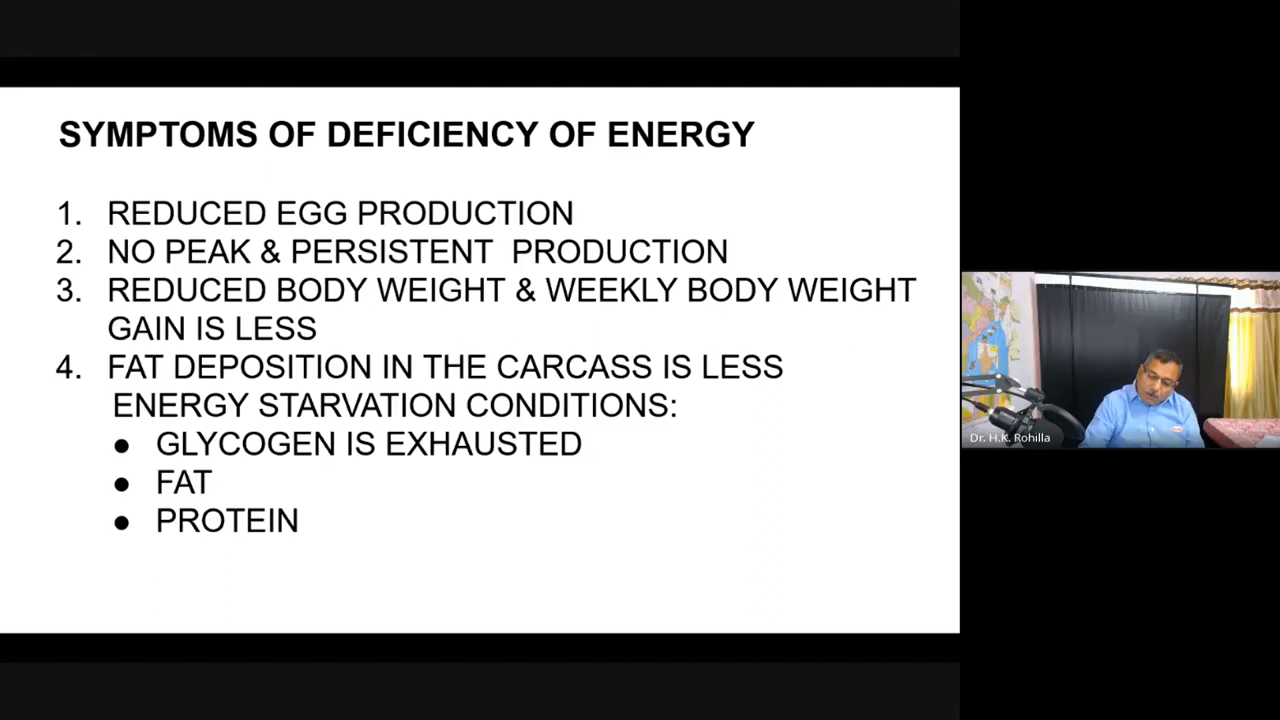 SYMPTOMS OF DEFICIENCY OF ENERGY
1. REDUCED EGG PRODUCTION
2. NO PEAK & PERSISTENT PRODUCTION
3. REDUCED BODY WEIGHT & WEEKLY BODY WEIGHT
GAIN IS LESS
4. FAT DEPOSITION IN THE CARCASS IS LESS
ENERGY STARVATION CONDITIONS:
● GLYCOGEN IS EXHAUSTED
● FAT
● PROTEIN
Dr. H.K. Rohilla